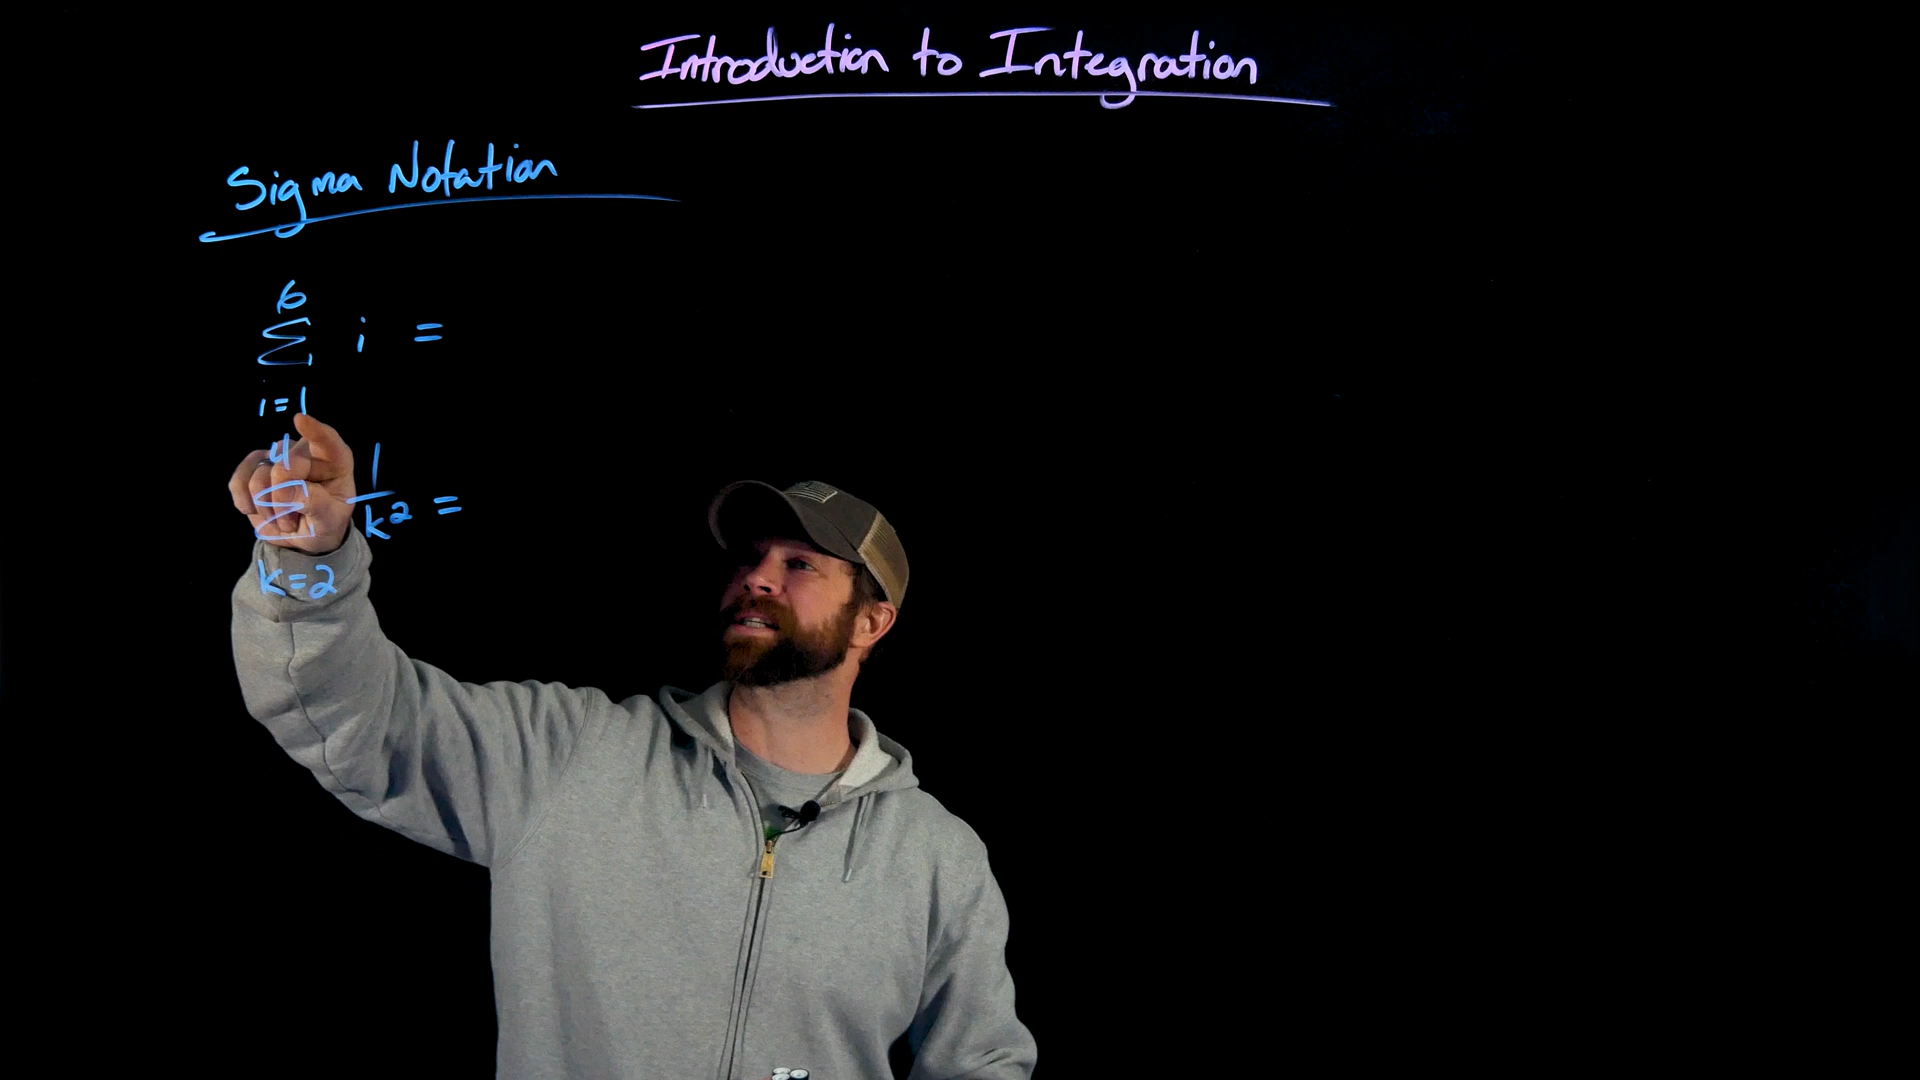 Introduction to Integration
Sigma Notation
6
Σ i =
i=1
4
Σ 1/k² =
k=2